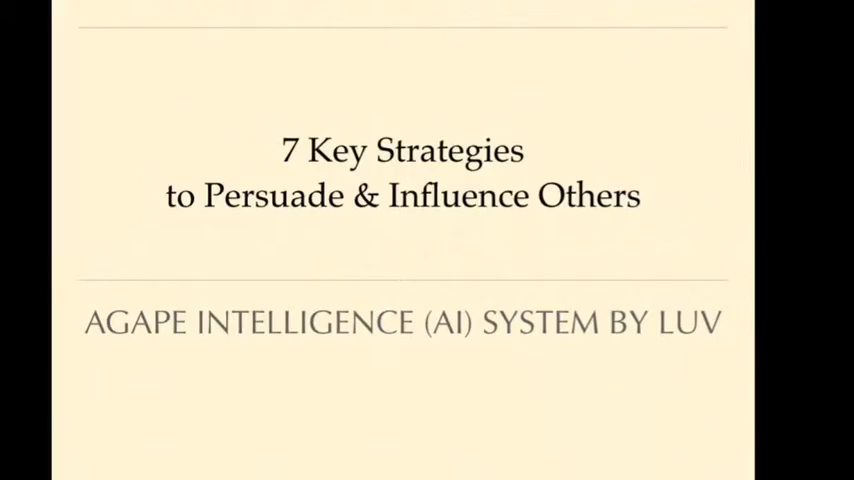 7 Key Strategies
to Persuade & Influence Others
AGAPE INTELLIGENCE (AI) SYSTEM BY LUV